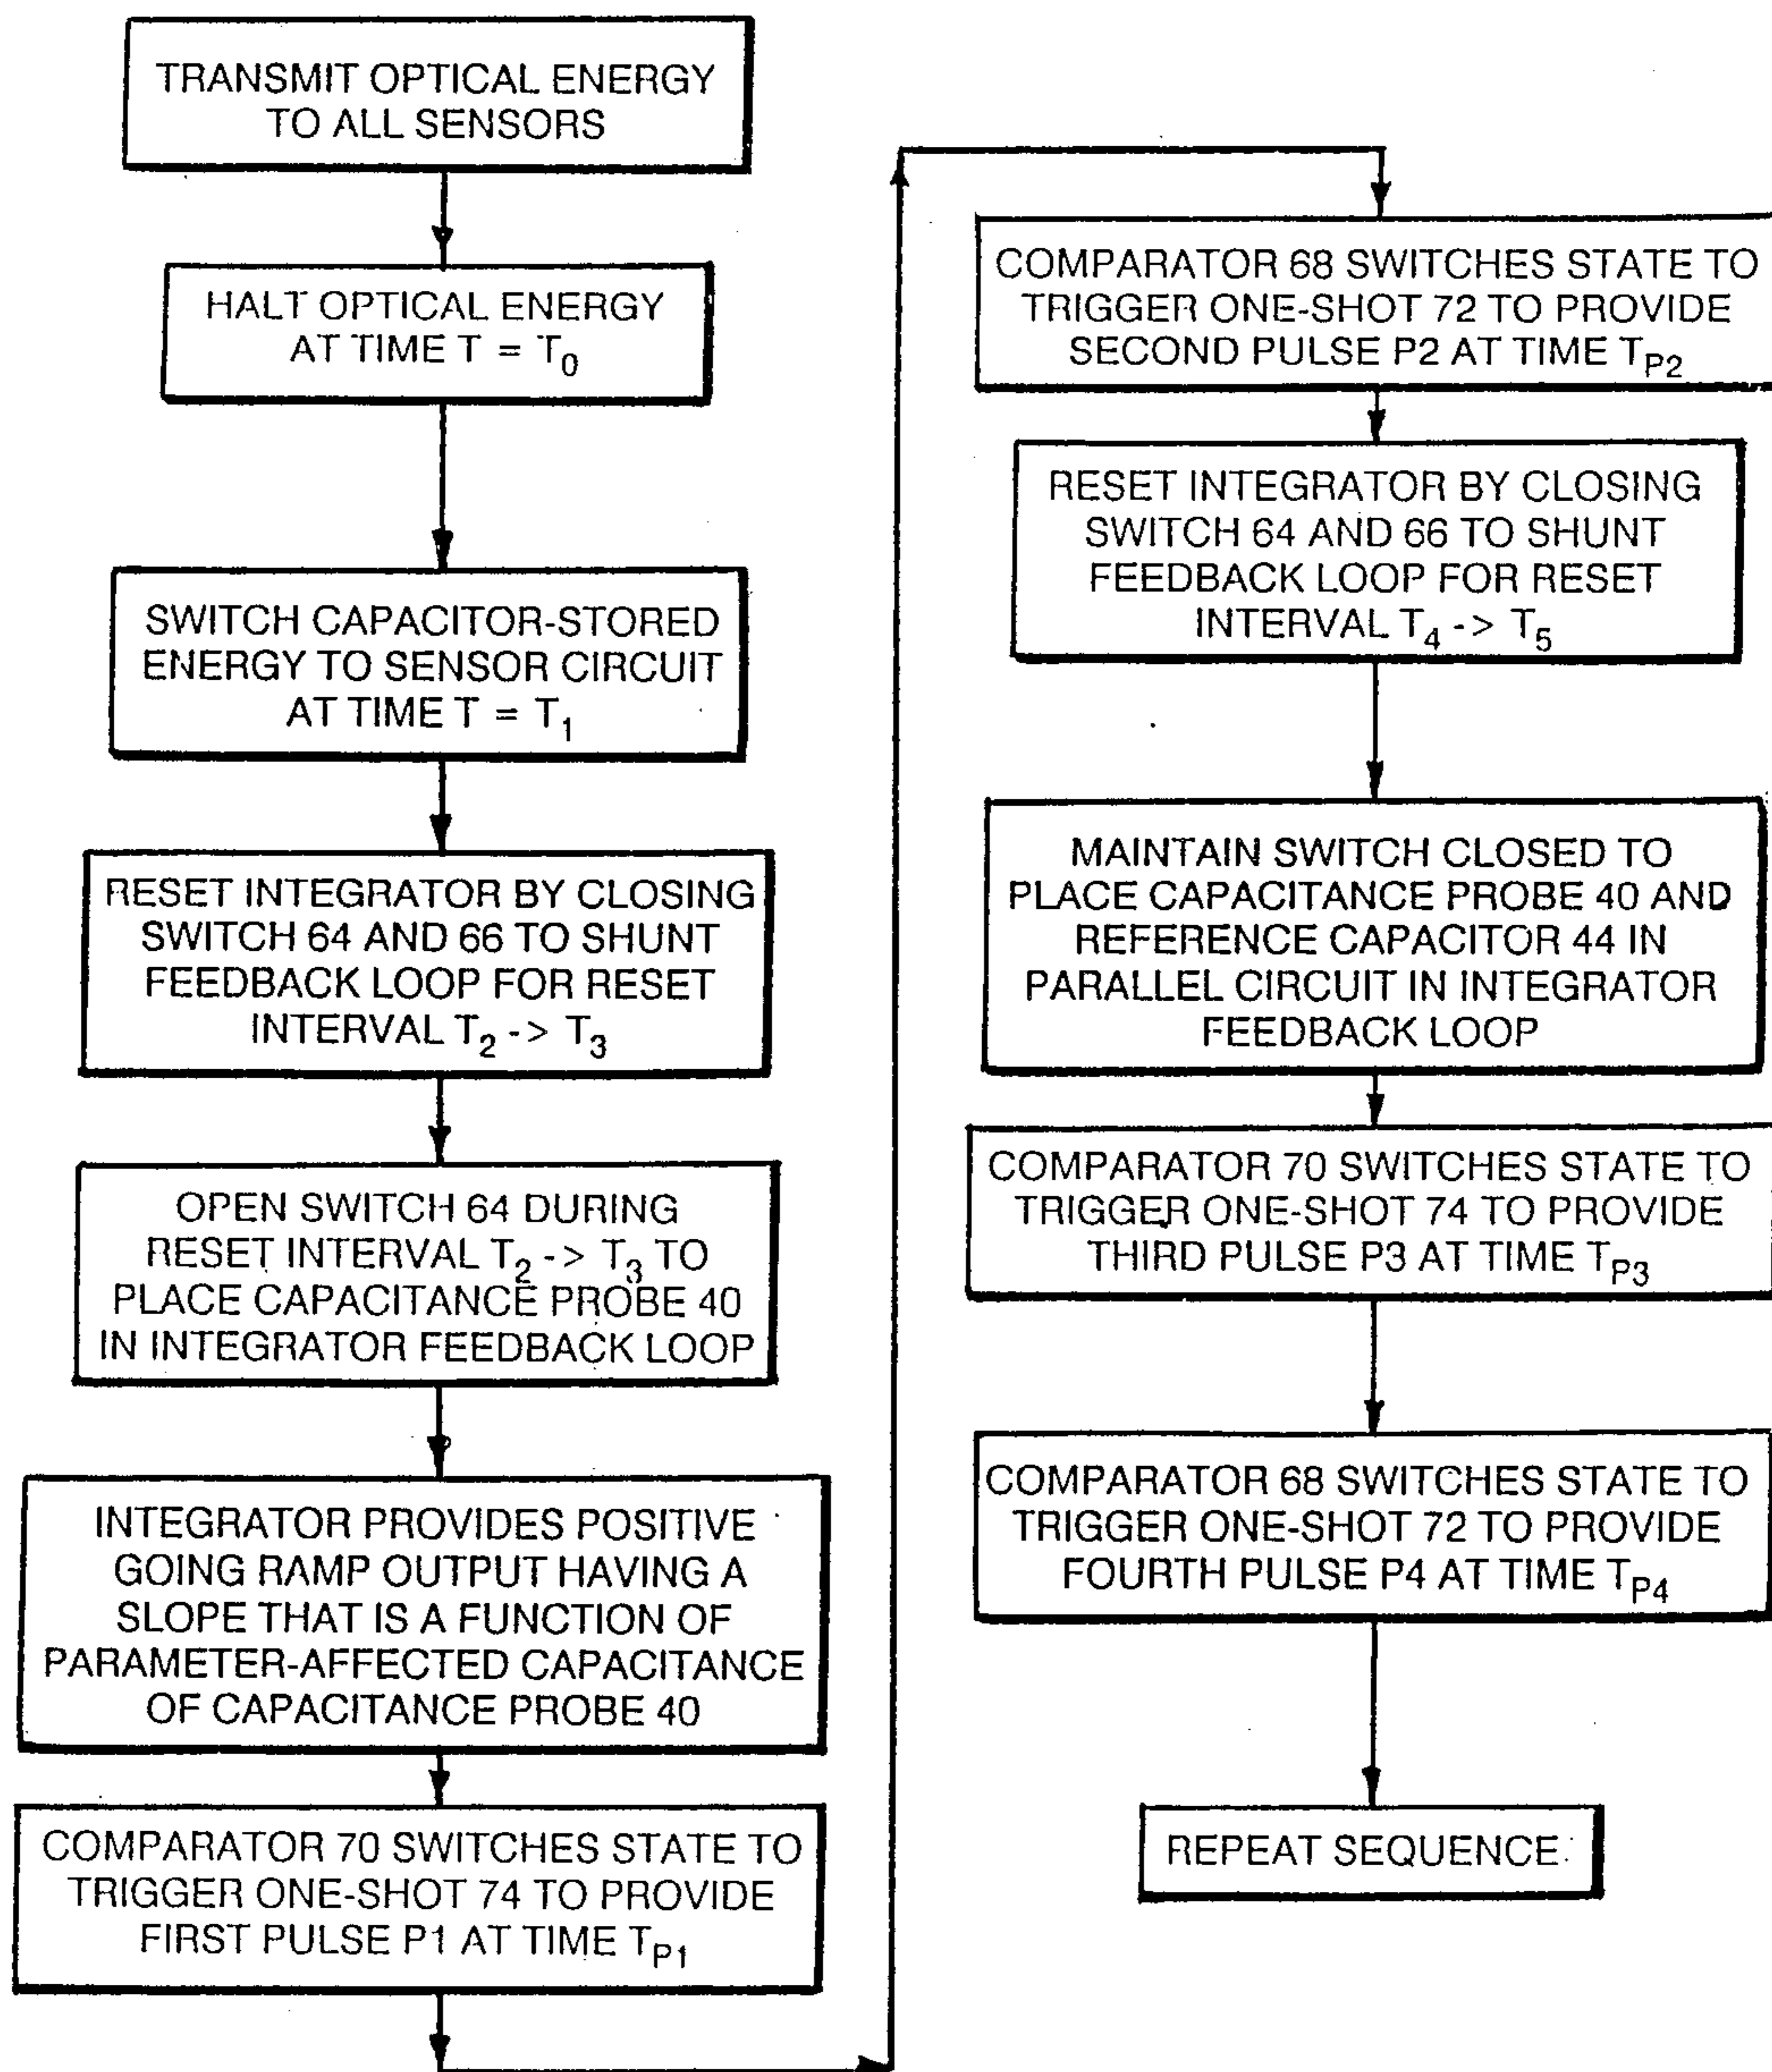 TRANSMIT OPTICAL ENERGY
TO ALL SENSORS
HALT OPTICAL ENERGY
AT TIME T = T0
SWITCH CAPACITOR-STORED
ENERGY TO SENSOR CIRCUIT
AT TIME T = T1
RESET INTEGRATOR BY CLOSING
SWITCH 64 AND 66 TO SHUNT
FEEDBACK LOOP FOR RESET
INTERVAL T2 -> T3
OPEN SWITCH 64 DURING
RESET INTERVAL T2 -> T3 TO
PLACE CAPACITANCE PROBE 40
IN INTEGRATOR FEEDBACK LOOP
INTEGRATOR PROVIDES POSITIVE
GOING RAMP OUTPUT HAVING A
SLOPE THAT IS A FUNCTION OF
PARAMETER-AFFECTED CAPACITANCE
OF CAPACITANCE PROBE 40
COMPARATOR 70 SWITCHES STATE TO
TRIGGER ONE-SHOT 74 TO PROVIDE
FIRST PULSE P1 AT TIME TP1
COMPARATOR 68 SWITCHES STATE TO
TRIGGER ONE-SHOT 72 TO PROVIDE
SECOND PULSE P2 AT TIME TP2
RESET INTEGRATOR BY CLOSING
SWITCH 64 AND 66 TO SHUNT
FEEDBACK LOOP FOR RESET
INTERVAL T4 -> T5
MAINTAIN SWITCH CLOSED TO
PLACE CAPACITANCE PROBE 40 AND
REFERENCE CAPACITOR 44 IN
PARALLEL CIRCUIT IN INTEGRATOR
FEEDBACK LOOP
COMPARATOR 70 SWITCHES STATE TO
TRIGGER ONE-SHOT 74 TO PROVIDE
THIRD PULSE P3 AT TIME TP3
COMPARATOR 68 SWITCHES STATE TO
TRIGGER ONE-SHOT 72 TO PROVIDE
FOURTH PULSE P4 AT TIME TP4
REPEAT SEQUENCE